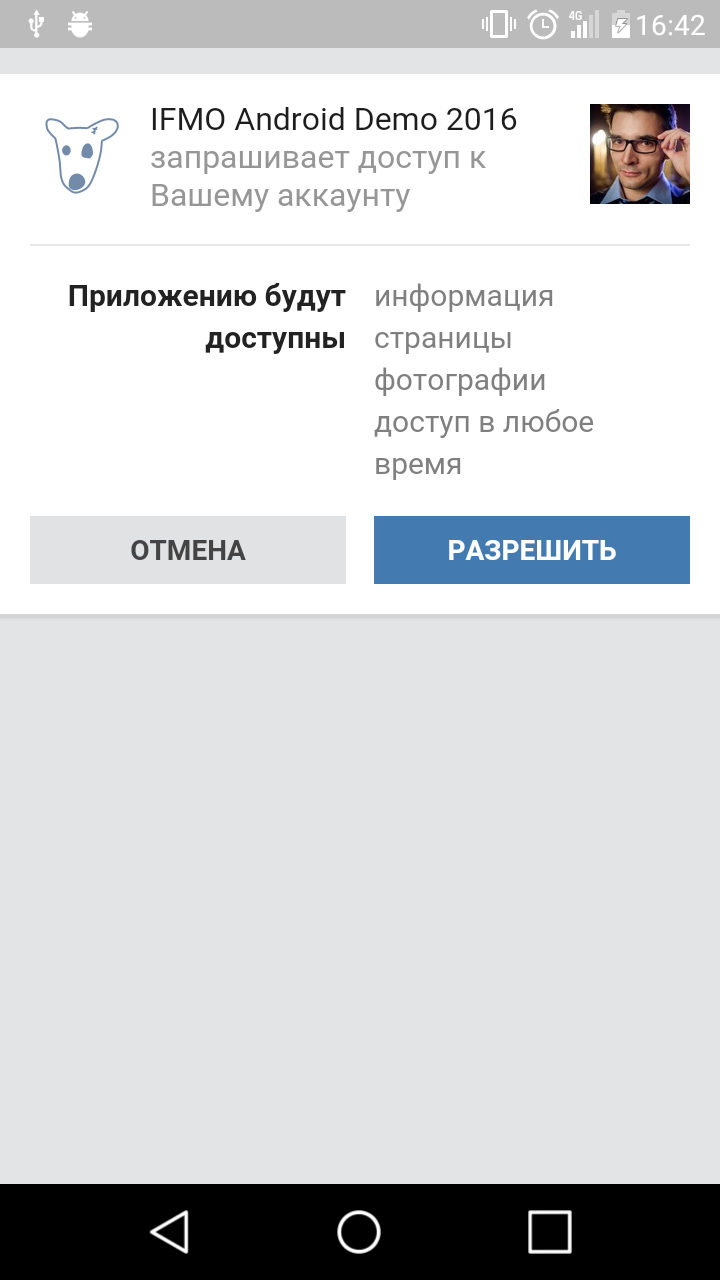 4G 16:42
IFMO Android Demo 2016
запрашивает доступ к
Вашему аккаунту
Приложению будут
доступны
информация
страницы
фотографии
доступ в любое
время
ОТМЕНА
РАЗРЕШИТЬ